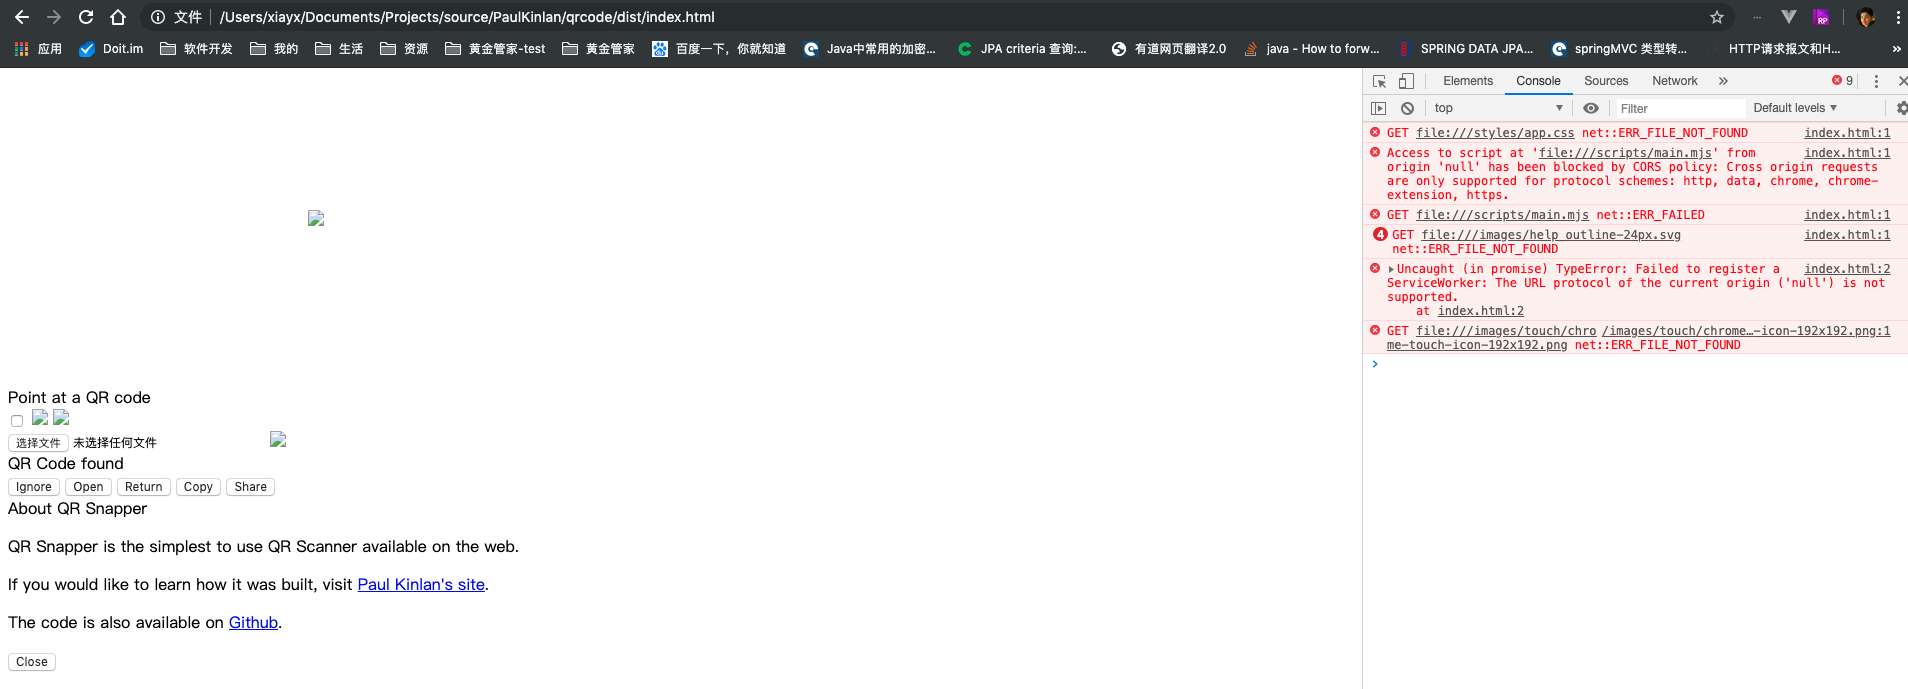 文件 /Users/xiayx/Documents/Projects/source/PaulKinlan/qrcode/dist/index.html
应用 Doit.im 软件开发 我的 生活 资源 黄金管家-test 黄金管家 百度一下，你就知道 Java中常用的加密... JPA criteria 查询:... 有道网页翻译2.0 java - How to forw... SPRING DATA JPA... springMVC 类型转... HTTP请求报文和H... »
Elements Console Sources Network » 9
top Filter Default levels
GET file:///styles/app.css net::ERR_FILE_NOT_FOUND index.html:1
Access to script at 'file:///scripts/main.mjs' from index.html:1
origin 'null' has been blocked by CORS policy: Cross origin requests
are only supported for protocol schemes: http, data, chrome, chrome-
extension, https.
GET file:///scripts/main.mjs net::ERR_FAILED index.html:1
4 GET file:///images/help_outline-24px.svg index.html:1
net::ERR_FILE_NOT_FOUND
Uncaught (in promise) TypeError: Failed to register a index.html:2
ServiceWorker: The URL protocol of the current origin ('null') is not
supported.
at index.html:2
GET file:///images/touch/chro /images/touch/chrome…-icon-192x192.png:1
me-touch-icon-192x192.png net::ERR_FILE_NOT_FOUND
Point at a QR code
选择文件 未选择任何文件
QR Code found
Ignore Open Return Copy Share
About QR Snapper
QR Snapper is the simplest to use QR Scanner available on the web.
If you would like to learn how it was built, visit Paul Kinlan's site.
The code is also available on Github.
Close